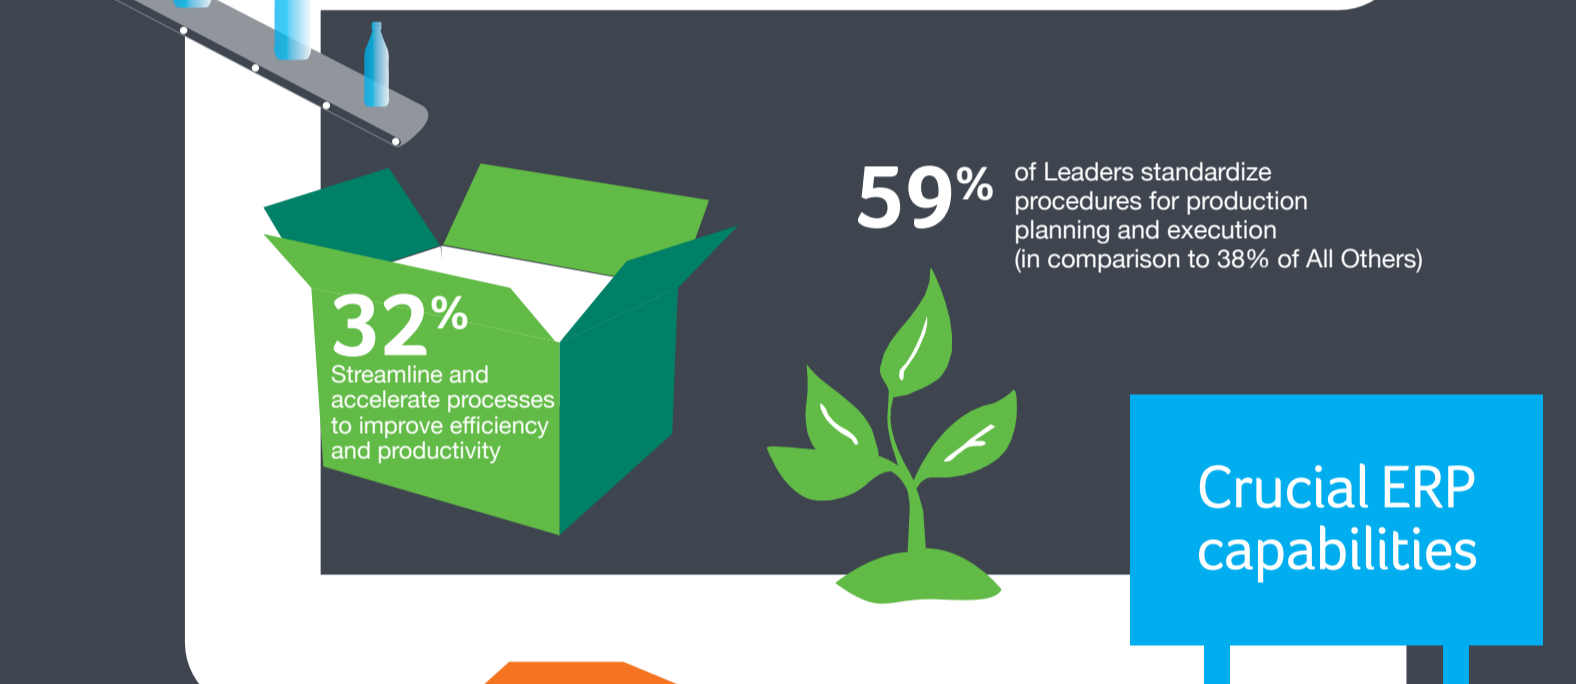 59%
of Leaders standardize
procedures for production
planning and execution
(in comparison to 38% of All Others)
32%
Streamline and
accelerate processes
to improve efficiency
and productivity
Crucial ERP
capabilities